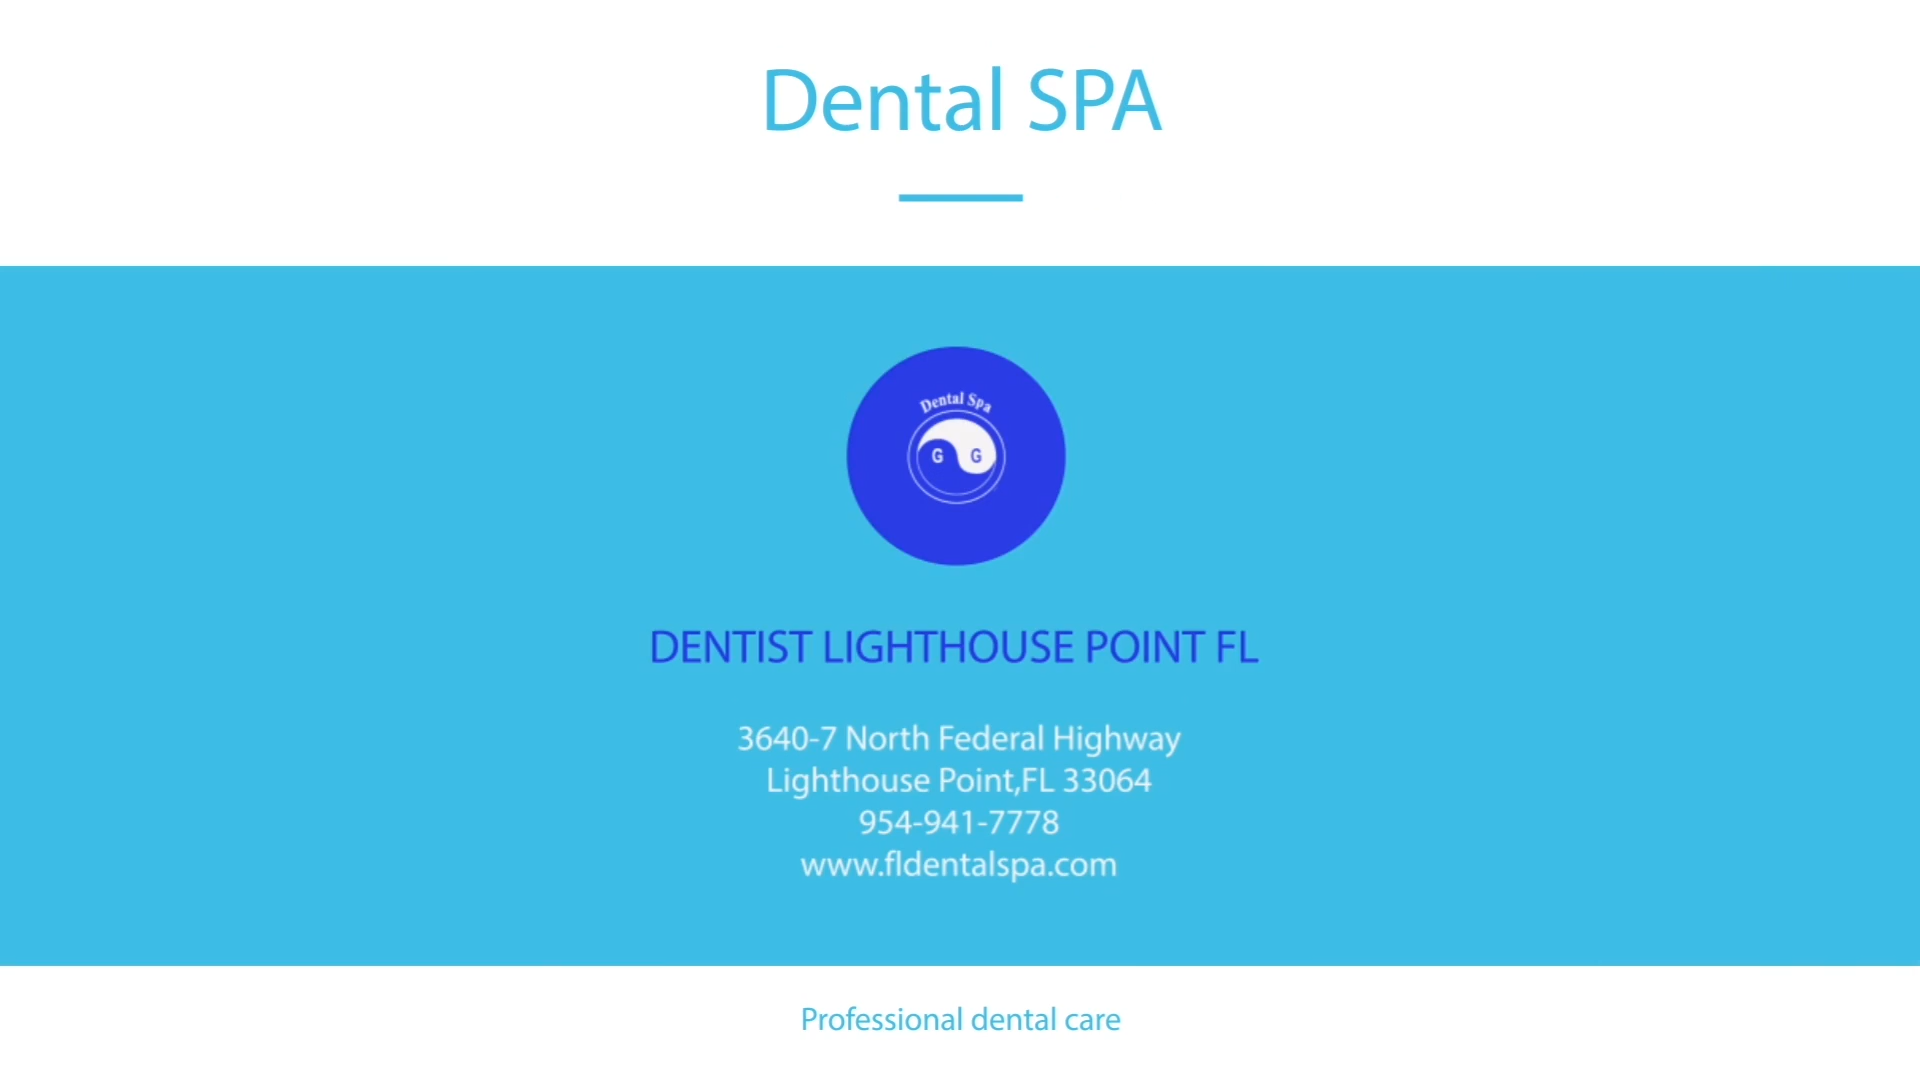 Dental SPA
Dental Spa
G G
DENTIST LIGHTHOUSE POINT FL
3640-7 North Federal Highway
Lighthouse Point,FL 33064
954-941-7778
www.fldentalspa.com
Professional dental care